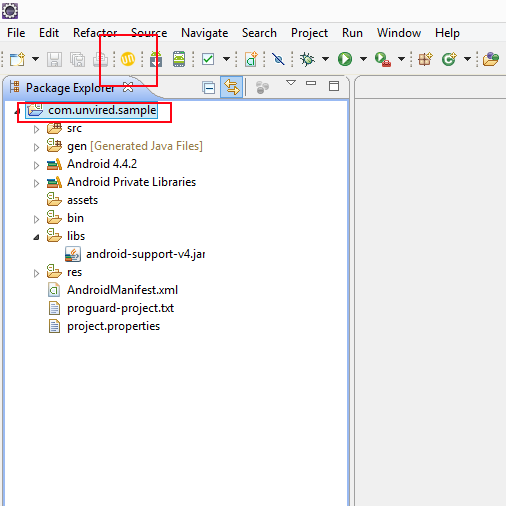 File Edit Refactor Source Navigate Search Project Run Window Help
Package Explorer
com.unvired.sample
src
gen [Generated Java Files]
Android 4.4.2
Android Private Libraries
assets
bin
libs
android-support-v4.jar
res
AndroidManifest.xml
proguard-project.txt
project.properties